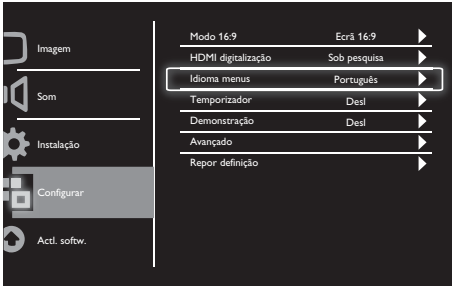 Imagem
Som
Instalação
Configurar
Actl. softw.
Modo 16:9 Ecrã 16:9
HDMI digitalização Sob pesquisa
Idioma menus Português
Temporizador Desl
Demonstração Desl
Avançado
Repor definição